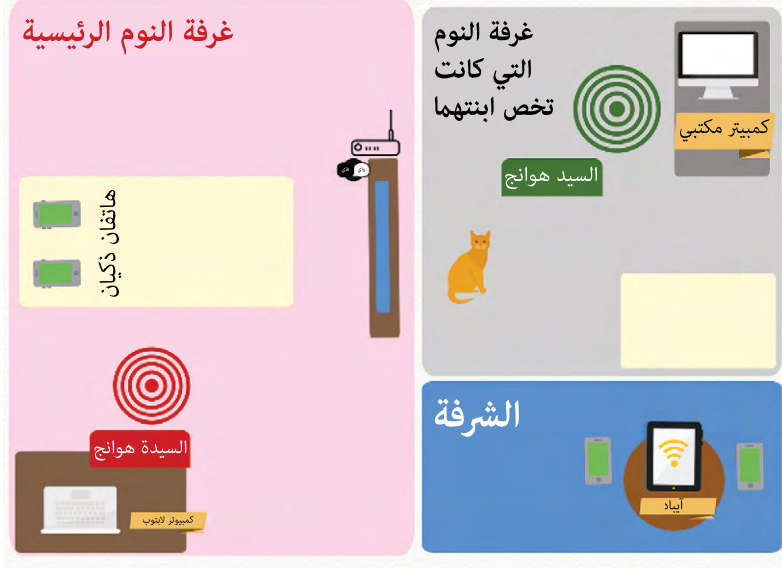 غرفة النوم الرئيسية
غرفة النوم
التي كانت
تخص ابنتهما
كمبيتر مكتبي
السيد هوانج
هاتفان ذكيان
السيدة هوانج
كمبيوتر لابتوب
الشرفة
آيباد